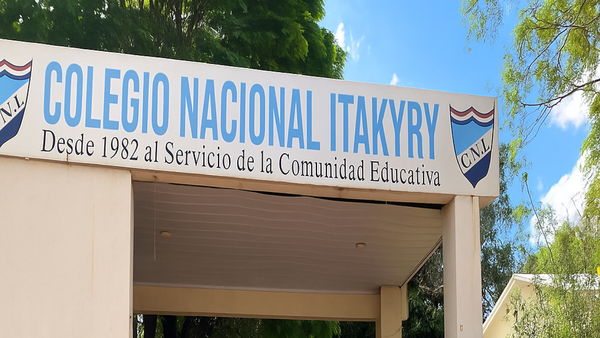 COLEGIO NACIONAL ITAKYRY
Desde 1982 al Servicio de la Comunidad Educativa
C.N.I.
C.N.I.